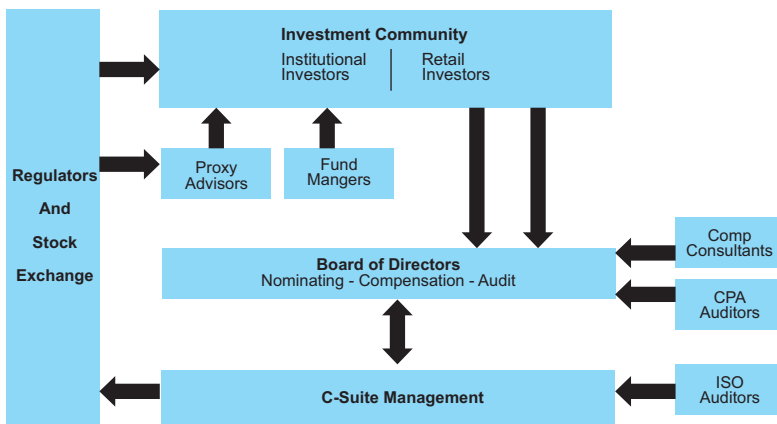 Investment Community
Institutional Investors | Retail Investors
Regulators
And
Stock
Exchange
Proxy
Advisors
Fund
Mangers
Board of Directors
Nominating - Compensation - Audit
Comp
Consultants
CPA
Auditors
C-Suite Management
ISO
Auditors